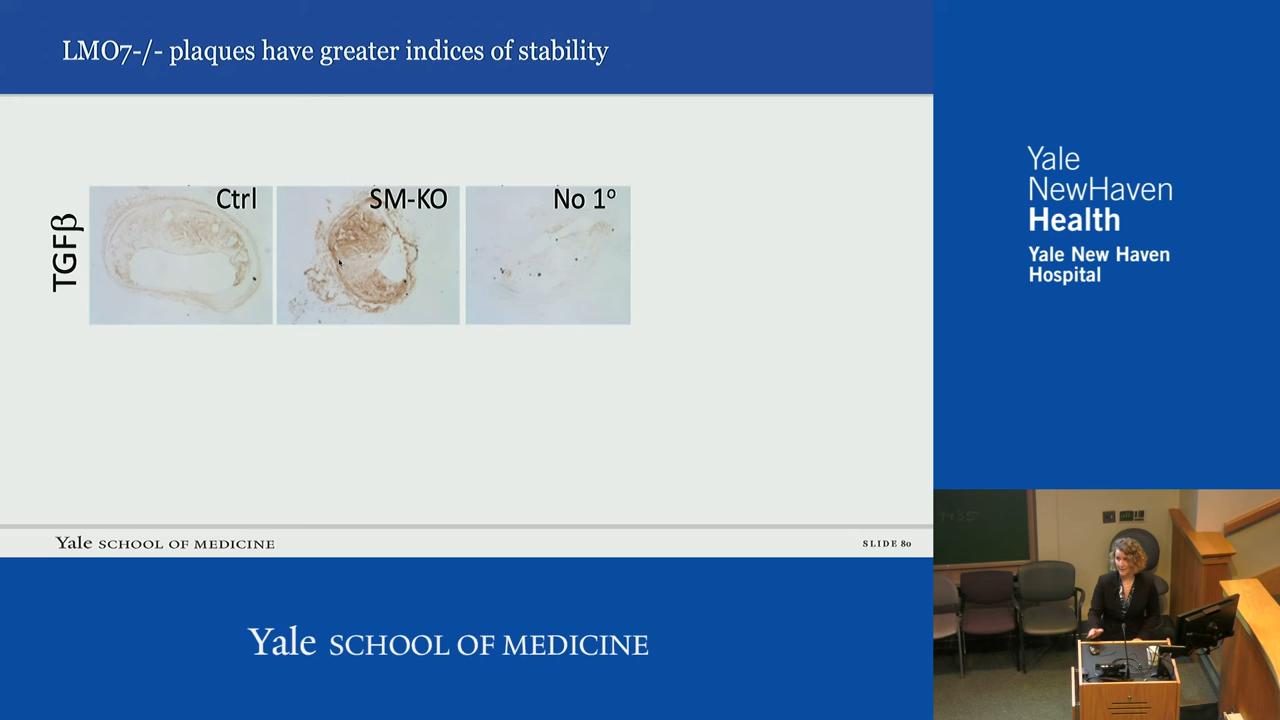 LMO7-/- plaques have greater indices of stability
TGFβ
Ctrl
SM-KO
No 1º
Yale SCHOOL OF MEDICINE
SLIDE 80
Yale
NewHaven
Health
Yale New Haven
Hospital
Yale SCHOOL OF MEDICINE